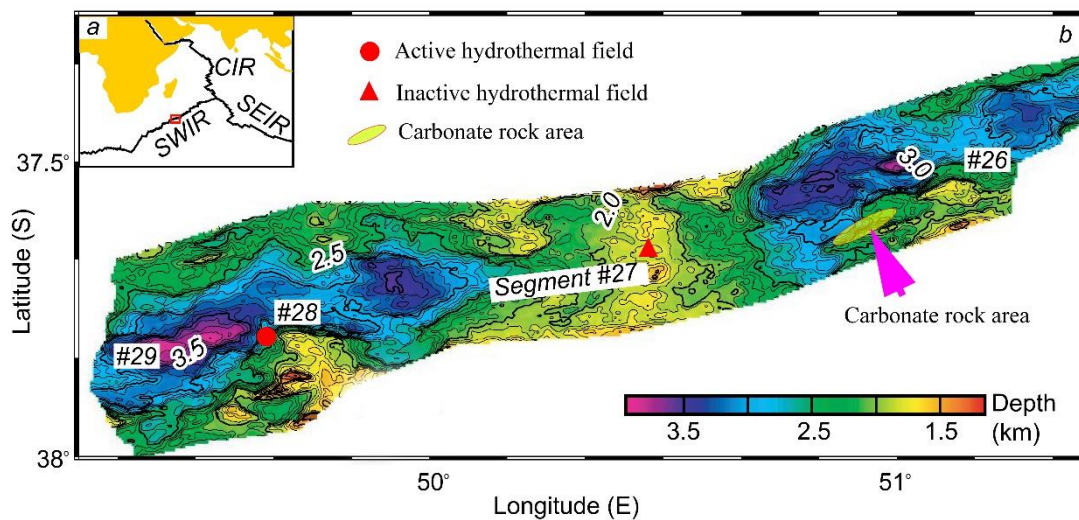 a
CIR
SWIR
SEIR
Active hydrothermal field
Inactive hydrothermal field
Carbonate rock area
b
37.5°
38°
Latitude (S)
3.0
#26
2.0
2.5
Segment #27
#28
#29
3.5
Carbonate rock area
3.5
2.5
1.5
Depth
(km)
50°
51°
Longitude (E)